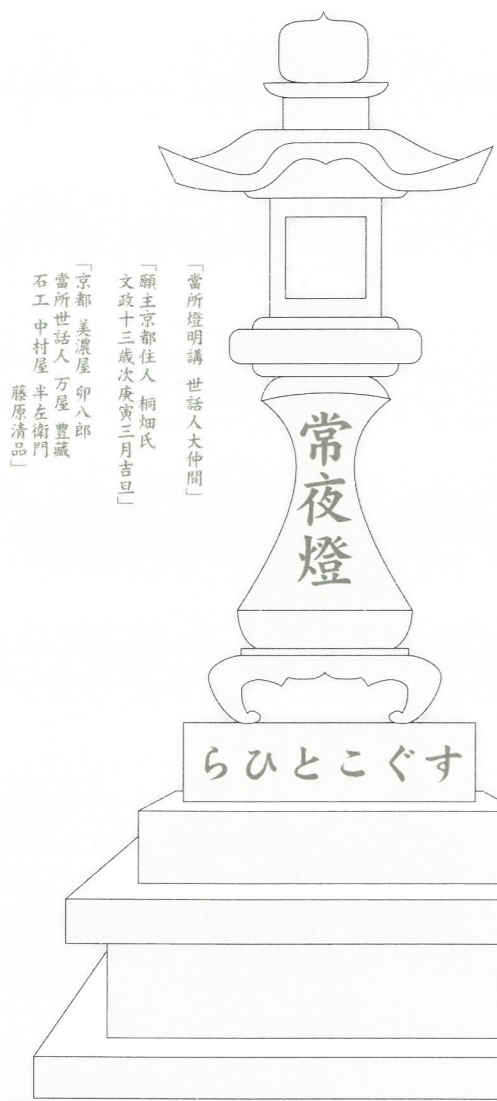 常夜燈
すぐことひら
「當所燈明講 世話人大仲間」
「願主京都住人 桐畑氏
文政十三歳次庚寅三月吉旦」
「京都 美濃屋 卯八郎
當所世話人 万屋 豊藏
石工 中村屋 半左衛門
藤原清品」